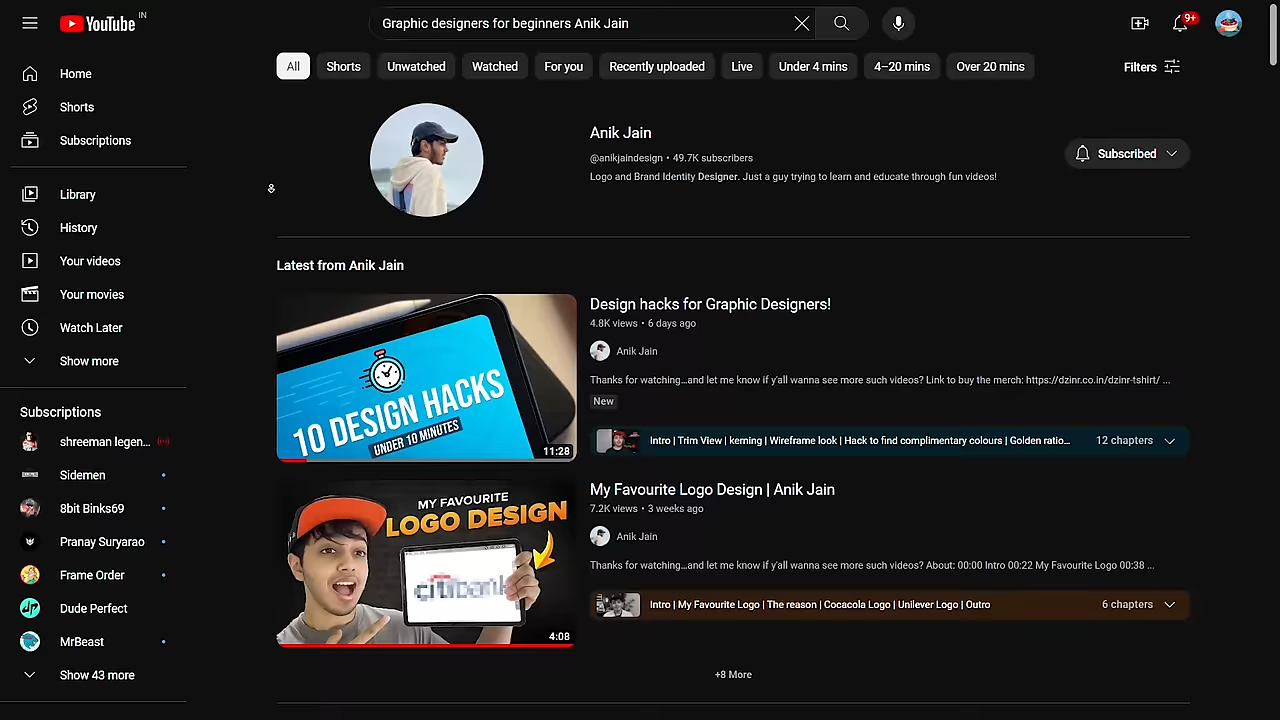 YouTube IN
Graphic designers for beginners Anik Jain
9+
Home
Shorts
Subscriptions
Library
History
Your videos
Your movies
Watch Later
Show more
Subscriptions
shreeman legen...
Sidemen
8bit Binks69
Pranay Suryarao
Frame Order
Dude Perfect
MrBeast
Show 43 more
All
Shorts
Unwatched
Watched
For you
Recently uploaded
Live
Under 4 mins
4–20 mins
Over 20 mins
Filters
Anik Jain
@anikjaindesign • 49.7K subscribers
Logo and Brand Identity Designer. Just a guy trying to learn and educate through fun videos!
Subscribed
Latest from Anik Jain
10 DESIGN HACKS
UNDER 10 MINUTES
11:28
Design hacks for Graphic Designers!
4.8K views • 6 days ago
Anik Jain
Thanks for watching...and let me know if y'all wanna see more such videos? Link to buy the merch: https://dzinr.co.in/dzinr-tshirt/ ...
New
Intro | Trim View | kerning | Wireframe look | Hack to find complimentary colours | Golden ratio...
12 chapters
MY FAVOURITE
LOGO DESIGN
citibank
4:08
My Favourite Logo Design | Anik Jain
7.2K views • 3 weeks ago
Anik Jain
Thanks for watching...and let me know if y'all wanna see more such videos? About: 00:00 Intro 00:22 My Favourite Logo 00:38 ...
Intro | My Favourite Logo | The reason | Cocacola Logo | Unilever Logo | Outro
6 chapters
+8 More